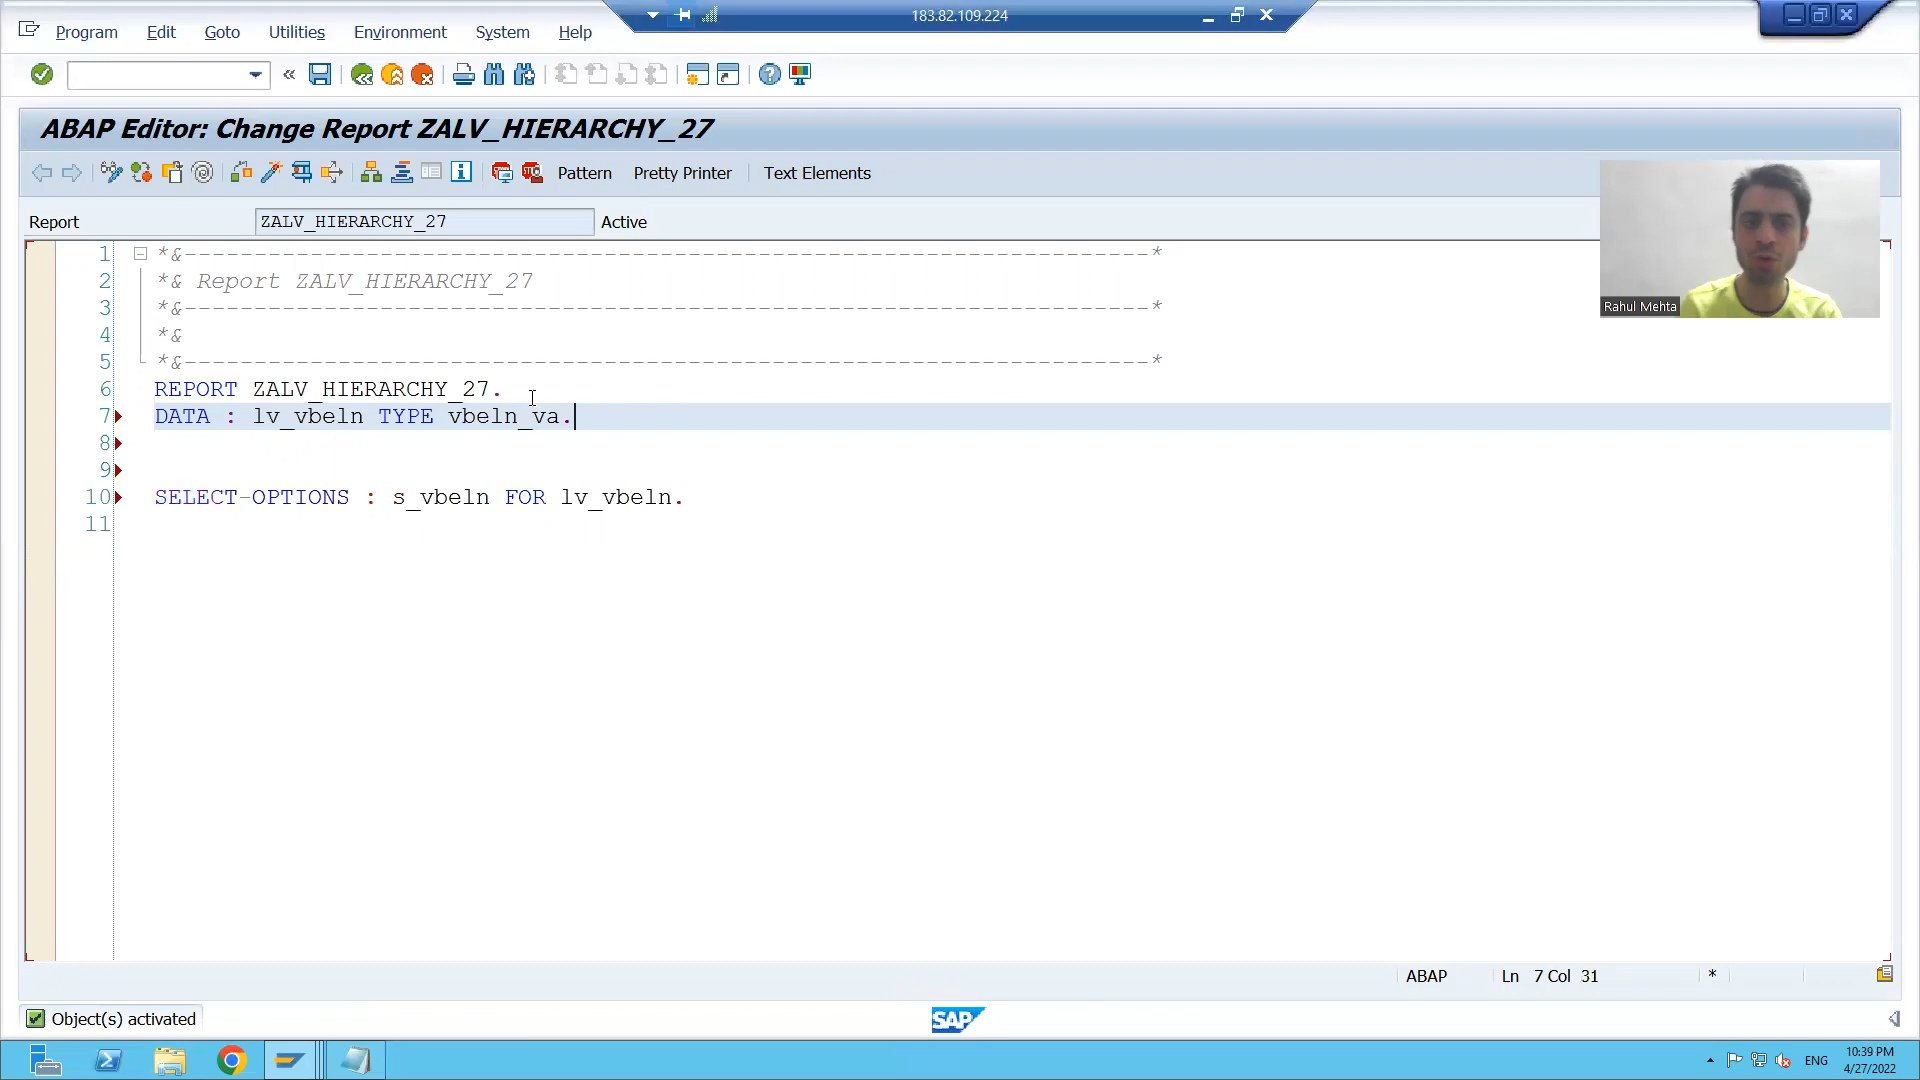 183.82.109.224
Program Edit Goto Utilities Environment System Help
ABAP Editor: Change Report ZALV_HIERARCHY_27
Pattern Pretty Printer Text Elements
Report ZALV_HIERARCHY_27 Active
1 *&---------------------------------------------------------------------*
2 *& Report ZALV_HIERARCHY_27
3 *&---------------------------------------------------------------------*
4 *&
5 *&---------------------------------------------------------------------*
6 REPORT ZALV_HIERARCHY_27.
7 DATA : lv_vbeln TYPE vbeln_va.
8
9
10 SELECT-OPTIONS : s_vbeln FOR lv_vbeln.
11
Rahul Mehta
ABAP Ln 7 Col 31 *
Object(s) activated
SAP
ENG
10:39 PM
4/27/2022